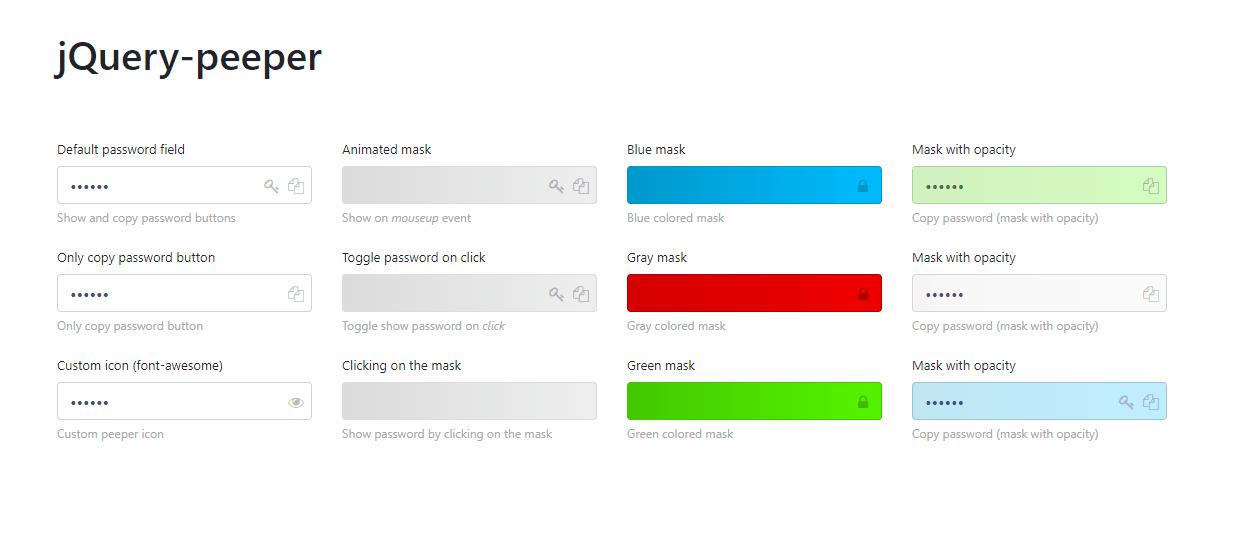 jQuery-peeper
Default password field
Animated mask
Blue mask
Mask with opacity
••••••
••••••
Show and copy password buttons
Show on mouseup event
Blue colored mask
Copy password (mask with opacity)
Only copy password button
Toggle password on click
Gray mask
Mask with opacity
••••••
••••••
Only copy password button
Toggle show password on click
Gray colored mask
Copy password (mask with opacity)
Custom icon (font-awesome)
Clicking on the mask
Green mask
Mask with opacity
••••••
••••••
Custom peeper icon
Show password by clicking on the mask
Green colored mask
Copy password (mask with opacity)